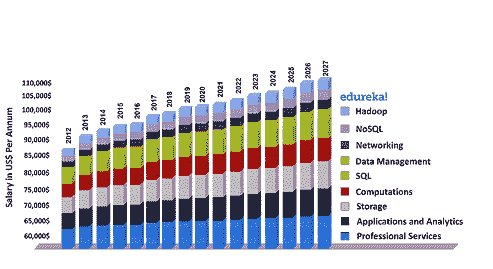 2012 2013 2014 2015 2016 2017 2018 2019 2020 2021 2022 2023 2024 2025 2026 2027
Salary in US$ Per Annum
110,000$
105,000$
100,000$
90,000$
85,000$
80,000$
75,000$
70,000$
65,000$
60,000$
edureka!
Hadoop
NoSQL
Networking
Data Management
SQL
Computations
Storage
Applications and Analytics
Professional Services